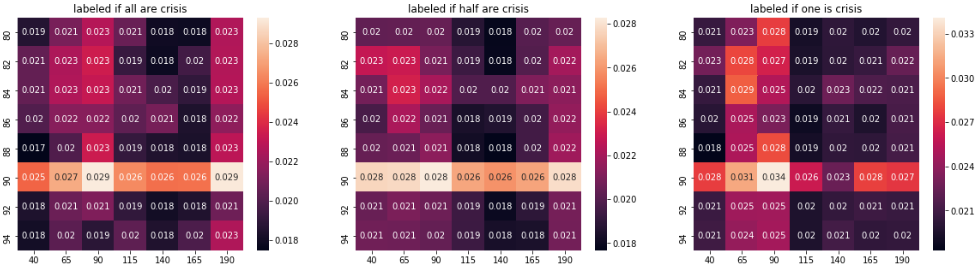 labeled if all are crisis
80 0.019 0.021 0.023 0.021 0.018 0.018 0.023
82 0.021 0.023 0.023 0.019 0.018 0.02 0.023
84 0.021 0.023 0.023 0.021 0.02 0.019 0.023
86 0.02 0.022 0.022 0.02 0.021 0.018 0.022
88 0.017 0.02 0.023 0.019 0.018 0.018 0.023
90 0.025 0.027 0.029 0.026 0.026 0.026 0.029
92 0.018 0.021 0.021 0.019 0.018 0.018 0.021
94 0.018 0.02 0.019 0.02 0.018 0.018 0.023
40 65 90 115 140 165 190
0.028
0.026
0.024
0.022
0.020
0.018
labeled if half are crisis
80 0.02 0.02 0.02 0.019 0.018 0.02 0.02
82 0.023 0.023 0.021 0.019 0.018 0.02 0.022
84 0.021 0.023 0.022 0.02 0.02 0.021 0.021
86 0.02 0.022 0.021 0.018 0.019 0.02 0.021
88 0.02 0.021 0.021 0.018 0.018 0.02 0.022
90 0.028 0.028 0.028 0.026 0.026 0.026 0.028
92 0.02 0.021 0.021 0.019 0.018 0.019 0.021
94 0.021 0.021 0.02 0.02 0.02 0.02 0.021
40 65 90 115 140 165 190
0.028
0.026
0.024
0.022
0.020
0.018
labeled if one is crisis
80 0.021 0.023 0.028 0.019 0.02 0.02 0.02
82 0.023 0.028 0.027 0.019 0.02 0.02 0.022
84 0.021 0.029 0.025 0.02 0.023 0.022 0.021
86 0.02 0.025 0.023 0.02 0.021 0.02 0.021
88 0.018 0.025 0.028 0.019 0.02 0.02 0.022
90 0.028 0.031 0.034 0.026 0.023 0.028 0.027
92 0.021 0.025 0.025 0.02 0.02 0.02 0.021
94 0.021 0.024 0.025 0.02 0.02 0.02 0.02
40 65 90 115 140 165 190
0.033
0.030
0.027
0.024
0.021